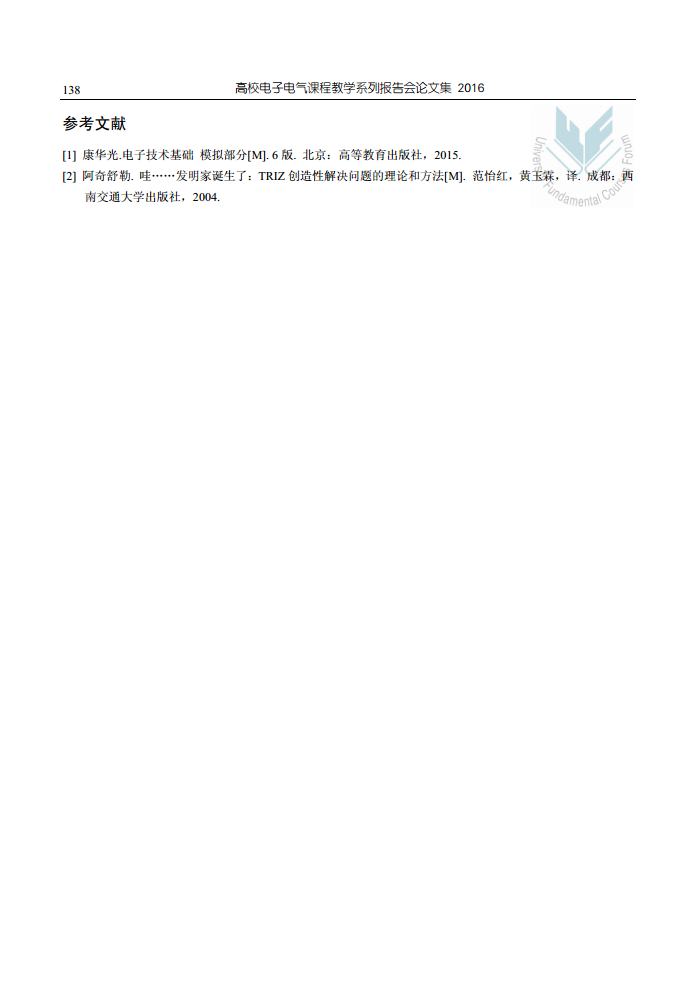 138
高校电子电气课程教学系列报告会论文集 2016
参考文献
[1] 康华光.电子技术基础 模拟部分[M]. 6 版. 北京：高等教育出版社，2015.
[2] 阿奇舒勒. 哇……发明家诞生了：TRIZ 创造性解决问题的理论和方法[M]. 范怡红，黄玉霖，译. 成都：西
南交通大学出版社，2004.
University Fundamental Course Forum